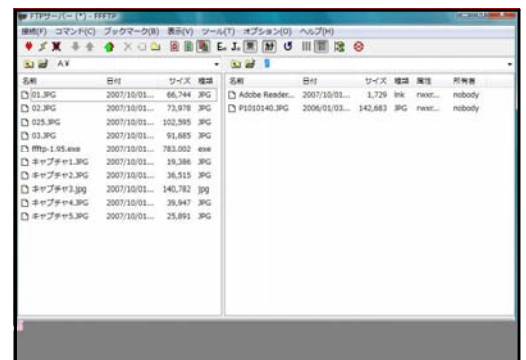 FTPサーバー (*) - FFFTP
接続(F) コマンド(C) ブックマーク(B) 表示(V) ツール(T) オプション(O) ヘルプ(H)
A:¥
名前 日付 サイズ 種類
01.JPG 2007/10/01... 66,744 JPG
02.JPG 2007/10/01... 73,978 JPG
025.JPG 2007/10/01... 102,595 JPG
03.JPG 2007/10/01... 91,685 JPG
ffftp-1.95.exe 2007/10/01... 783,002 exe
キャプチャ1.JPG 2007/10/01... 19,386 JPG
キャプチャ2.JPG 2007/10/01... 36,515 JPG
キャプチャ3.jpg 2007/10/01... 140,782 jpg
キャプチャ4.JPG 2007/10/01... 39,947 JPG
キャプチャ5.JPG 2007/10/01... 25,891 JPG
名前 日付 サイズ 種類 属性 所有者
Adobe Reader... 2007/10/01... 1,729 lnk rwxr... nobody
P1010140.JPG 2006/01/03... 142,683 JPG rwxr... nobody